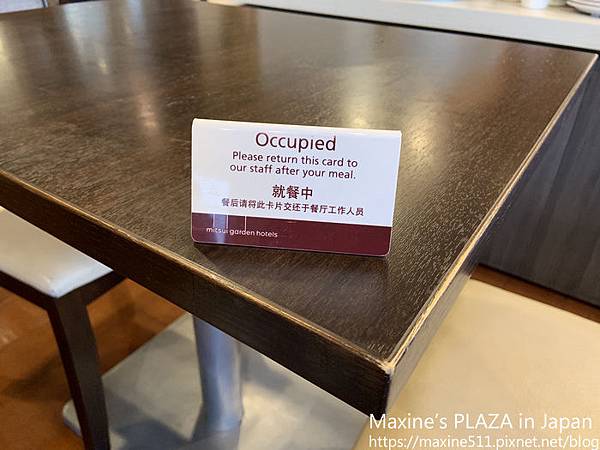 Occupied
Please return this card to
our staff after your meal.
就餐中
餐后请将此卡片交还于餐厅工作人员
mitsui garden hotels
Maxine's PLAZA in Japan
https://maxine511.pixnet.net/blog